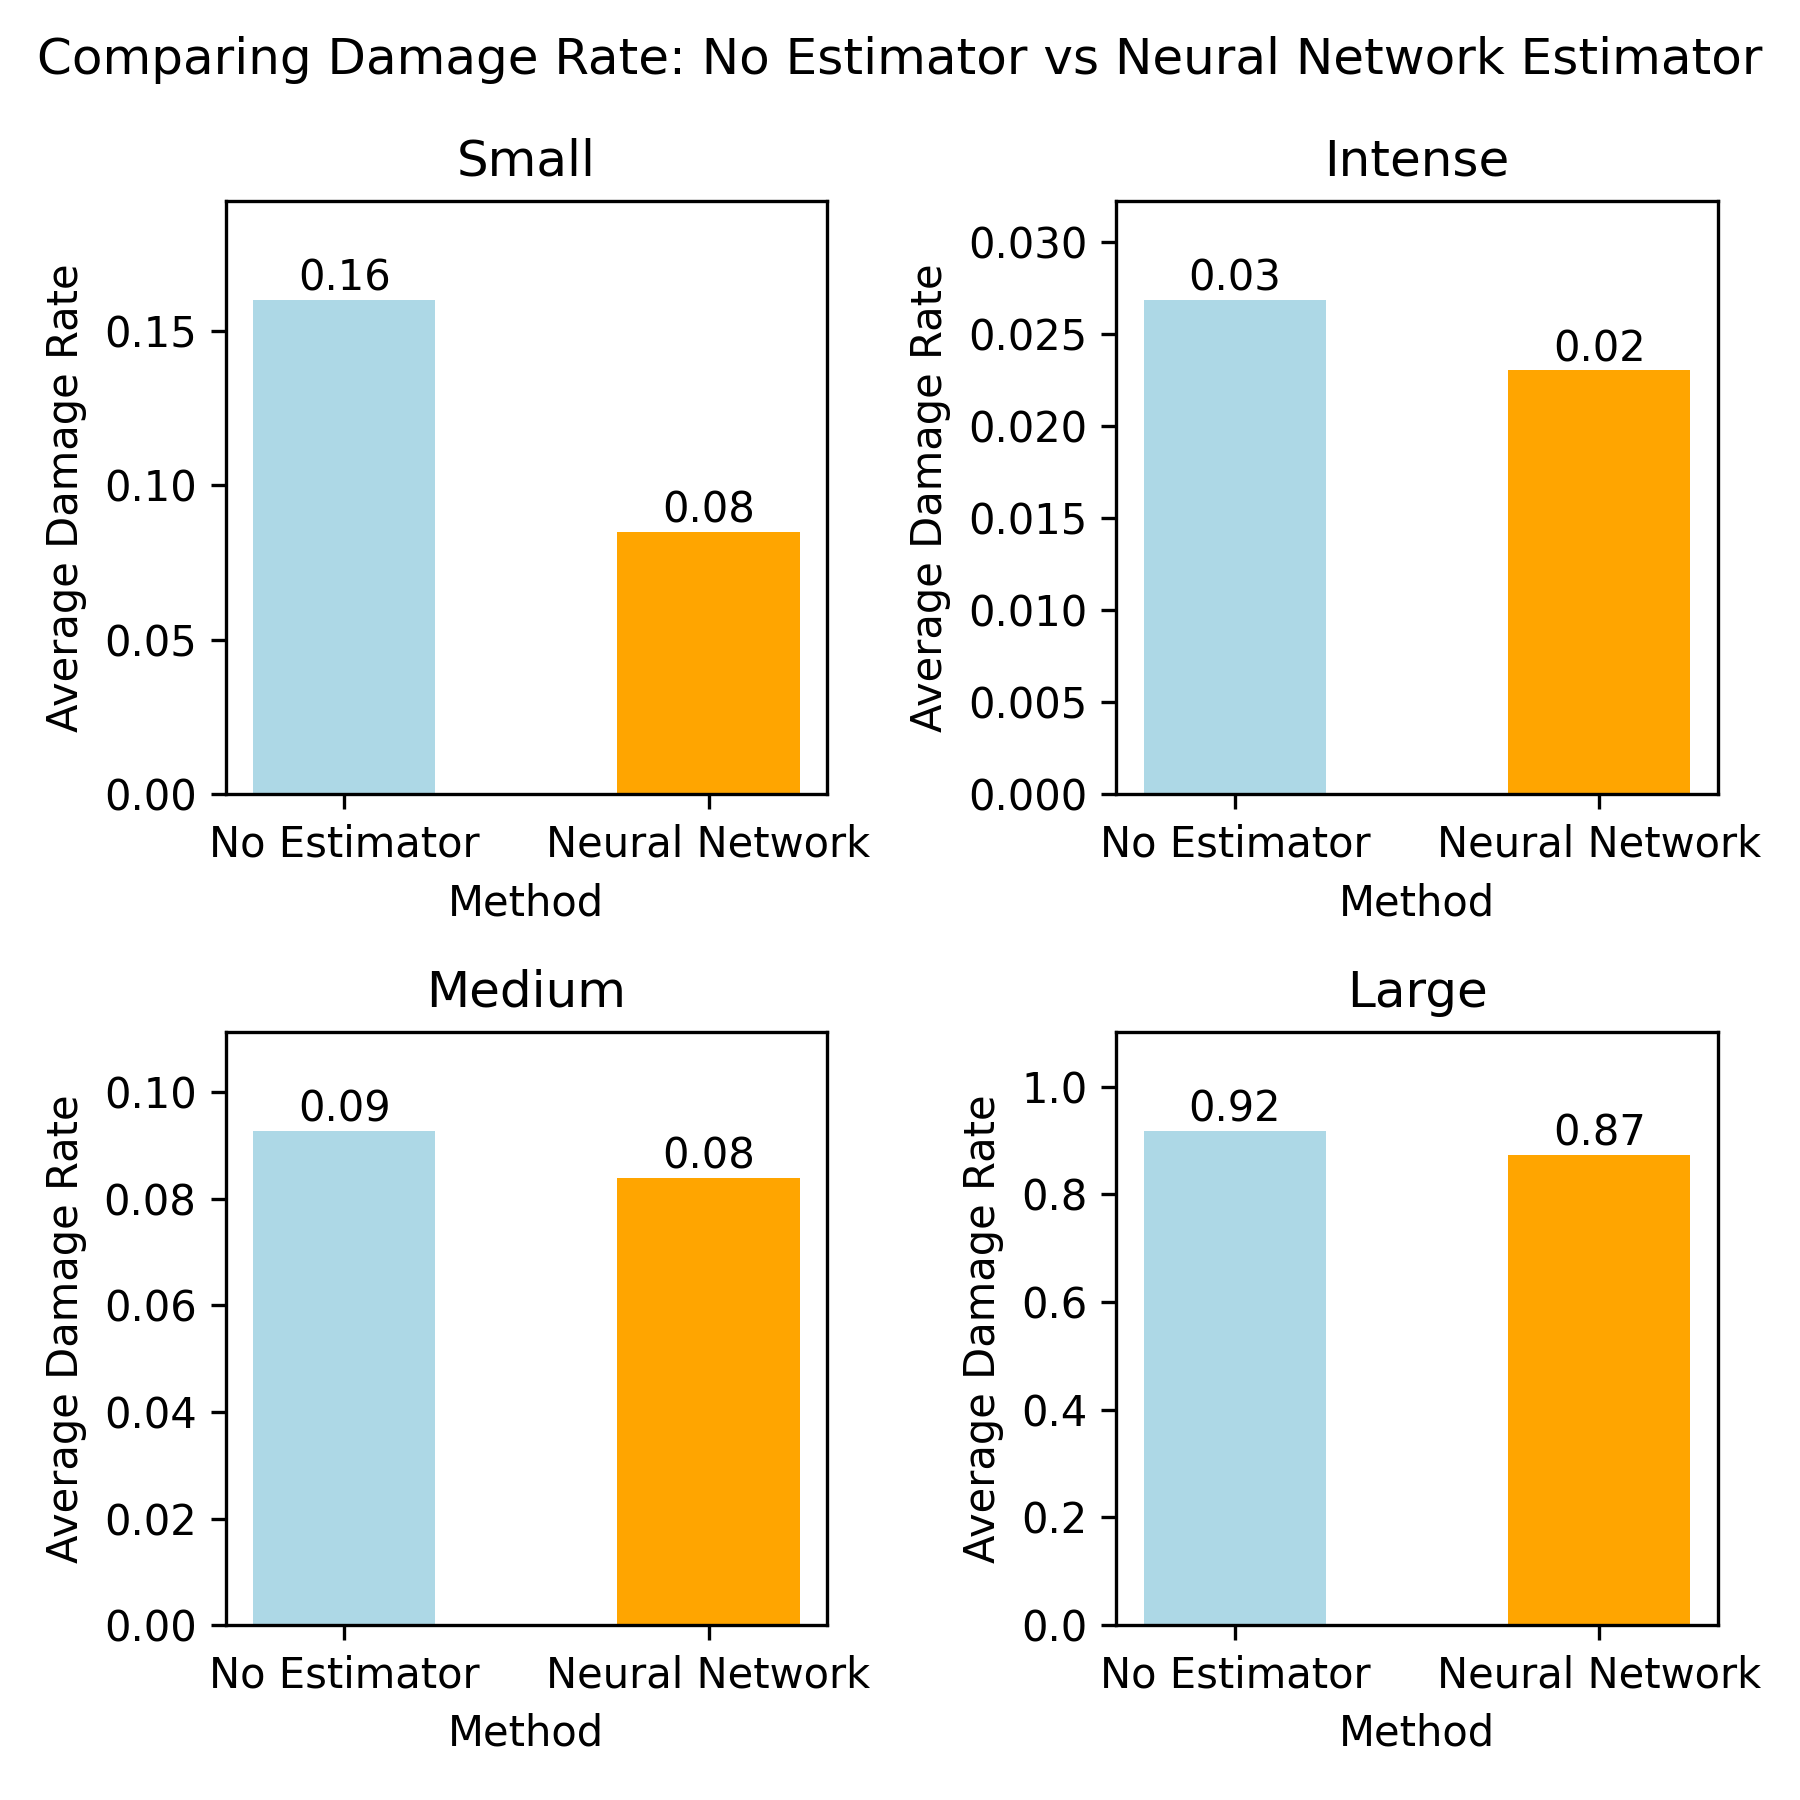 Comparing Damage Rate: No Estimator vs Neural Network Estimator
Small
Average Damage Rate
0.15
0.10
0.05
0.00
0.16
0.08
No Estimator Neural Network
Method
Intense
Average Damage Rate
0.030
0.025
0.020
0.015
0.010
0.005
0.000
0.03
0.02
No Estimator Neural Network
Method
Medium
Average Damage Rate
0.10
0.08
0.06
0.04
0.02
0.00
0.09
0.08
No Estimator Neural Network
Method
Large
Average Damage Rate
1.0
0.8
0.6
0.4
0.2
0.0
0.92
0.87
No Estimator Neural Network
Method